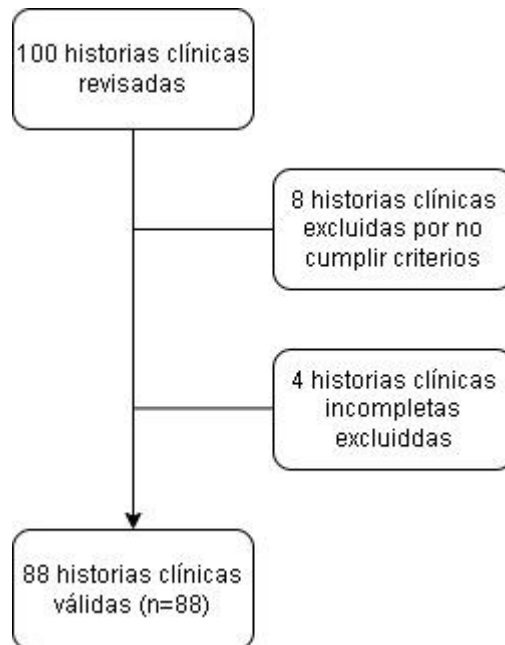 100 historias clínicas
revisadas
8 historias clínicas
excluidas por no
cumplir criterios
4 historias clínicas
incompletas
excluiddas
88 historias clínicas
válidas (n=88)